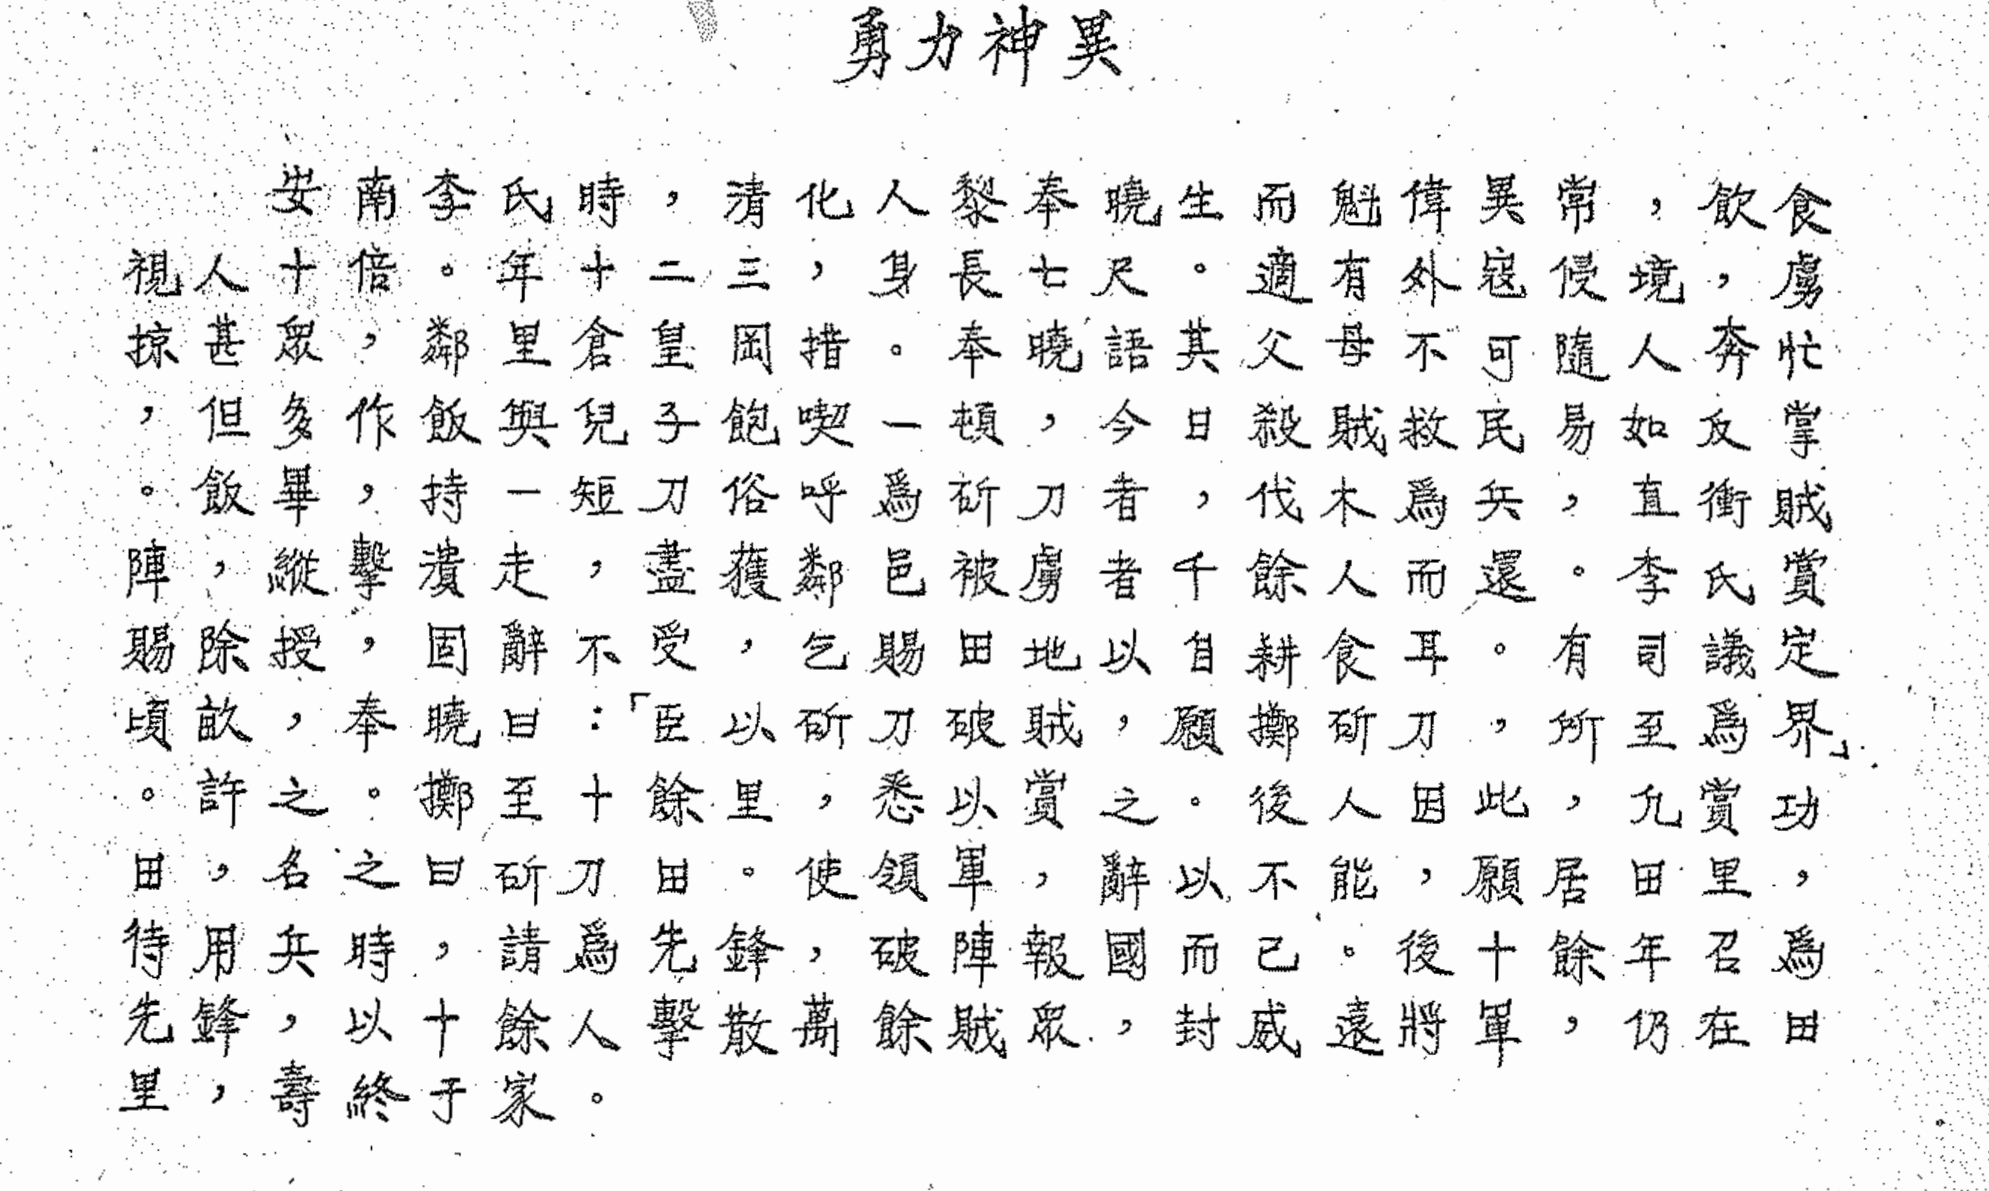 勇力神異
安南李氏時，清化人黎奉曉生而魁偉異常，飲食
視人十倍。年十二三，身長七尺。適有外寇侵境，虜
掠甚眾，鄰里倉皇岡措。奉曉語其父母不可隨人奔忙
，但多作飯與兒子飽喫一頓，今日殺賊救民易如反掌
。飯畢，持一短刀俗呼爲斫刀者，伐木爲兵，直衝賊
陣，縱擊潰走，盡獲鄰邑被虜者千餘人而還。李氏賞
賜除授，固辭不受，乞賜田地以自耕食耳。有司議定
頃畝，奉曉曰：「臣以斫刀破賊，願擲斫刀，所至爲界」
。許之。擲至十餘里，悉以賞之。後人因此，凡賞功
田，名之曰斫刀田。使領軍，辭以不能，願居田里，
待用兵時，請爲先鋒，破陣報國而已。後十餘年召爲
先鋒，以十餘人擊散萬餘賊眾，封威遠將軍，仍在田
里，壽終于家。